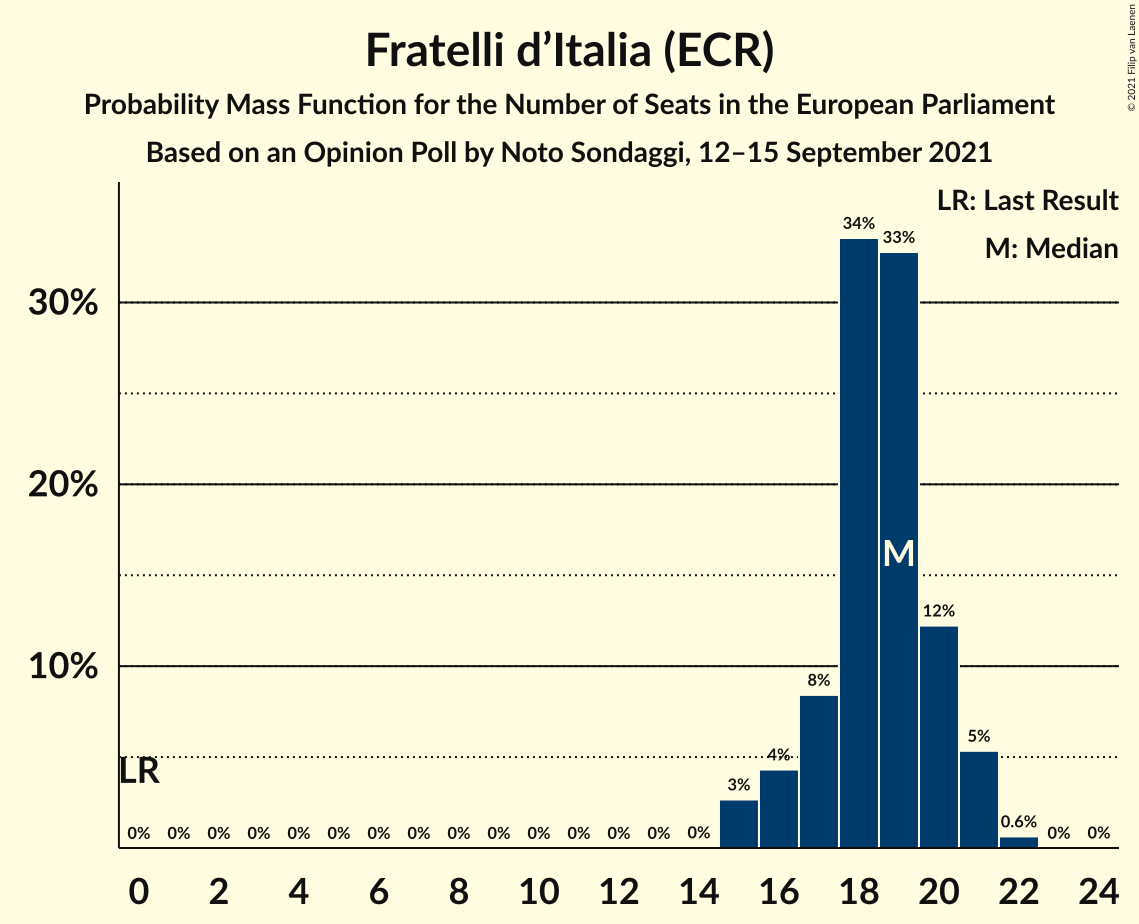 Fratelli d’Italia (ECR)
Probability Mass Function for the Number of Seats in the European Parliament
Based on an Opinion Poll by Noto Sondaggi, 12–15 September 2021
© 2021 Filip van Laenen
LR: Last Result
M: Median
30%
20%
10%
34%
33%
M
12%
8%
5%
4%
LR
3%
0.6%
0% 0% 0% 0% 0% 0% 0% 0% 0% 0% 0% 0% 0% 0% 0% 0% 0%
0 2 4 6 8 10 12 14 16 18 20 22 24